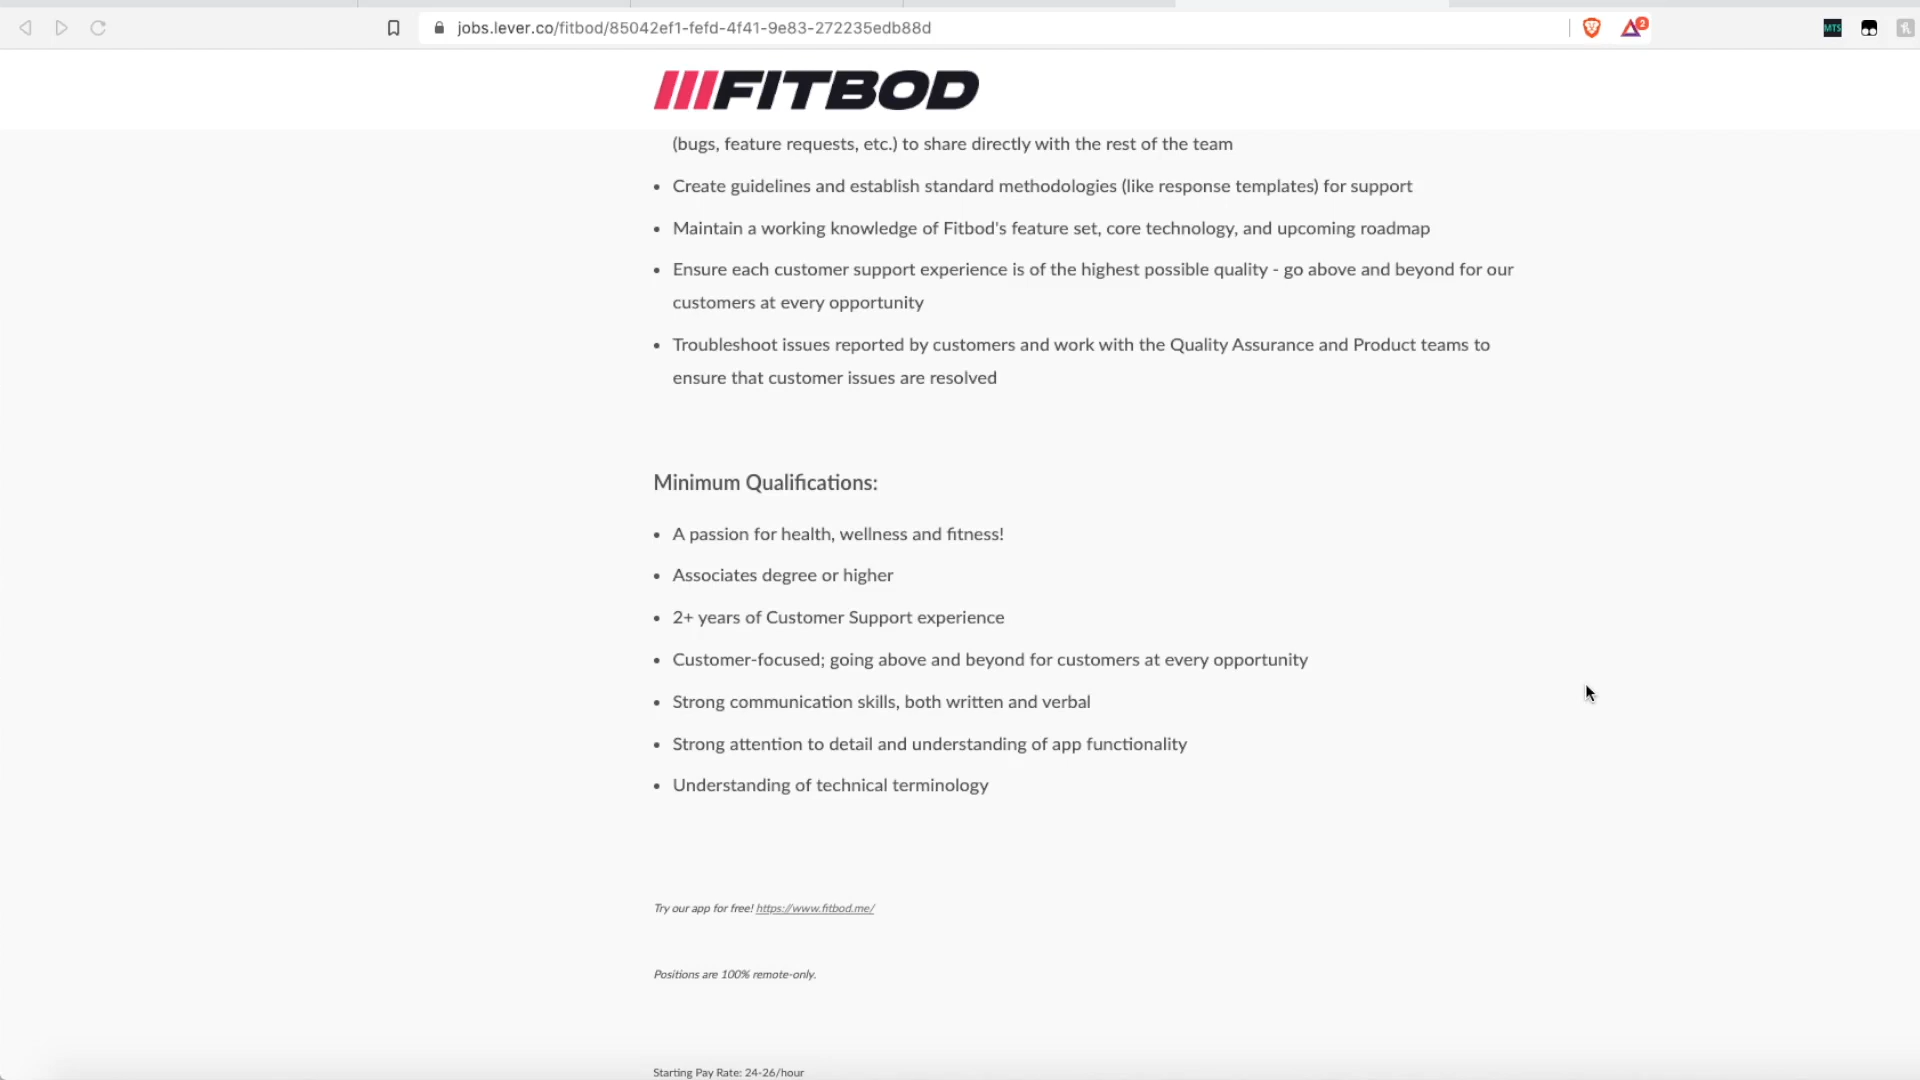 jobs.lever.co/fitbod/85042ef1-fefd-4f41-9e83-272235edb88d
2
MTS
FITBOD
(bugs, feature requests, etc.) to share directly with the rest of the team
• Create guidelines and establish standard methodologies (like response templates) for support
• Maintain a working knowledge of Fitbod's feature set, core technology, and upcoming roadmap
• Ensure each customer support experience is of the highest possible quality - go above and beyond for our
customers at every opportunity
• Troubleshoot issues reported by customers and work with the Quality Assurance and Product teams to
ensure that customer issues are resolved
Minimum Qualifications:
• A passion for health, wellness and fitness!
• Associates degree or higher
• 2+ years of Customer Support experience
• Customer-focused; going above and beyond for customers at every opportunity
• Strong communication skills, both written and verbal
• Strong attention to detail and understanding of app functionality
• Understanding of technical terminology
Try our app for free! https://www.fitbod.me/
Positions are 100% remote-only.
Starting Pay Rate: 24-26/hour